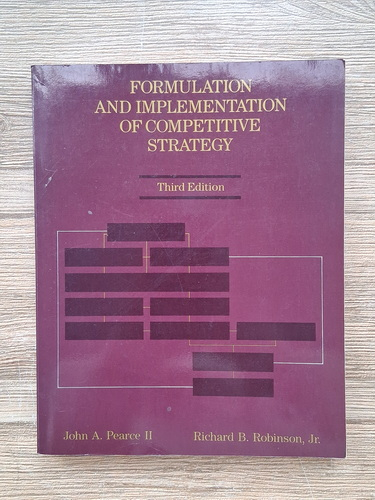 FORMULATION
AND IMPLEMENTATION
OF COMPETITIVE
STRATEGY
Third Edition
John A. Pearce II
Richard B. Robinson, Jr.